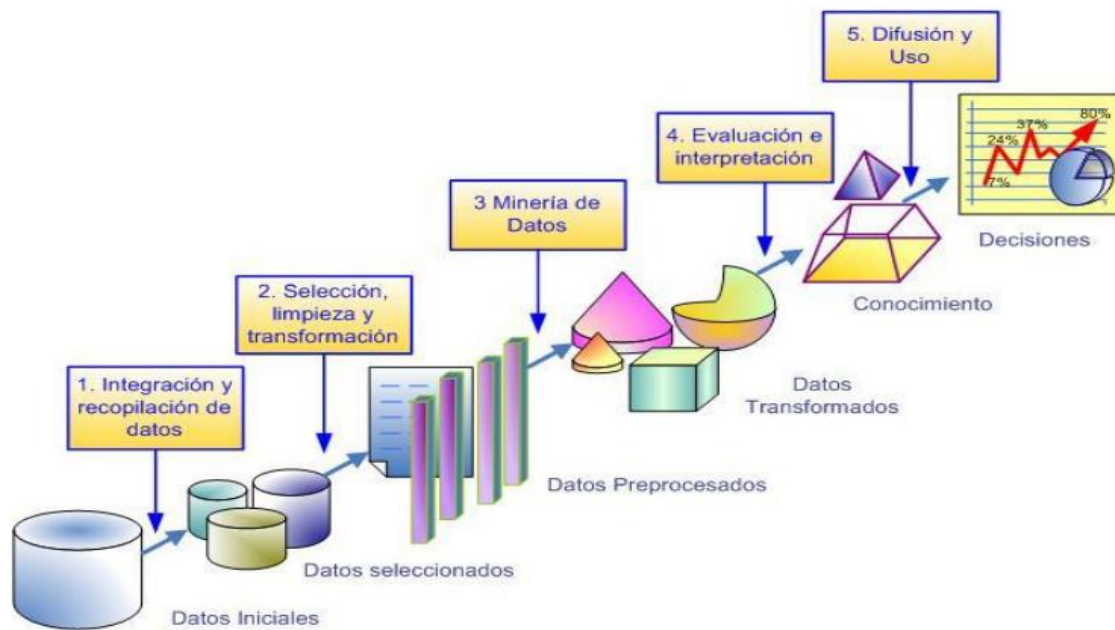 5. Difusión y
Uso
4. Evaluación e
interpretación
80%
37%
24%
7%
Decisiones
3 Minería de
Datos
Conocimiento
2. Selección,
limpieza y
transformación
Datos
Transformados
1. Integración y
recopilación de
datos
Datos Preprocesados
Datos seleccionados
Datos Iniciales